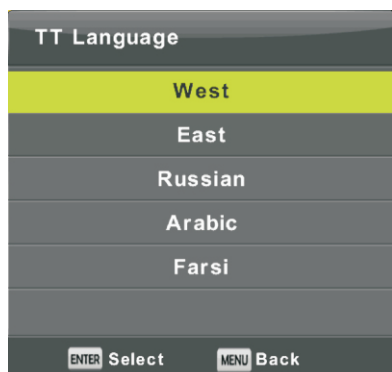 TT Language
West
East
Russian
Arabic
Farsi
ENTER Select MENU Back